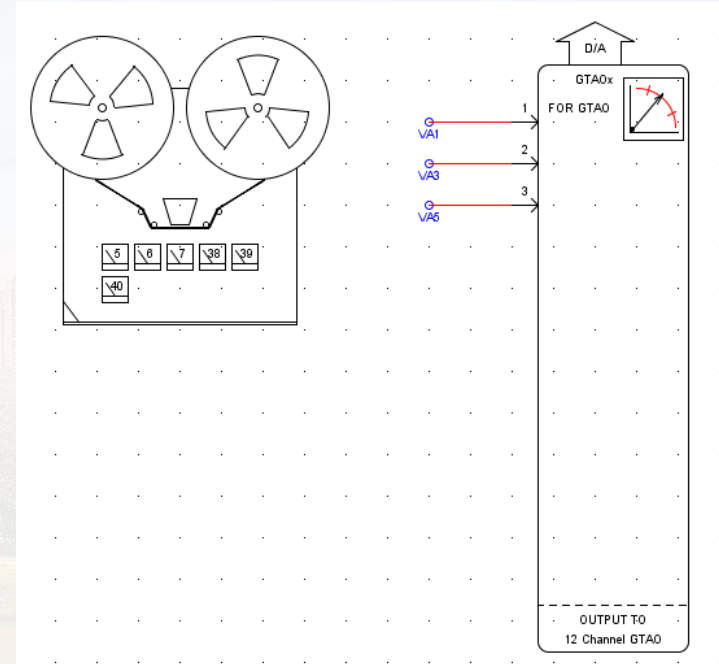 D/A
GTAOx
FOR GTAO
1
VA1
2
VA3
3
VA5
5 6 7 38 39
40
OUTPUT TO
12 Channel GTAO